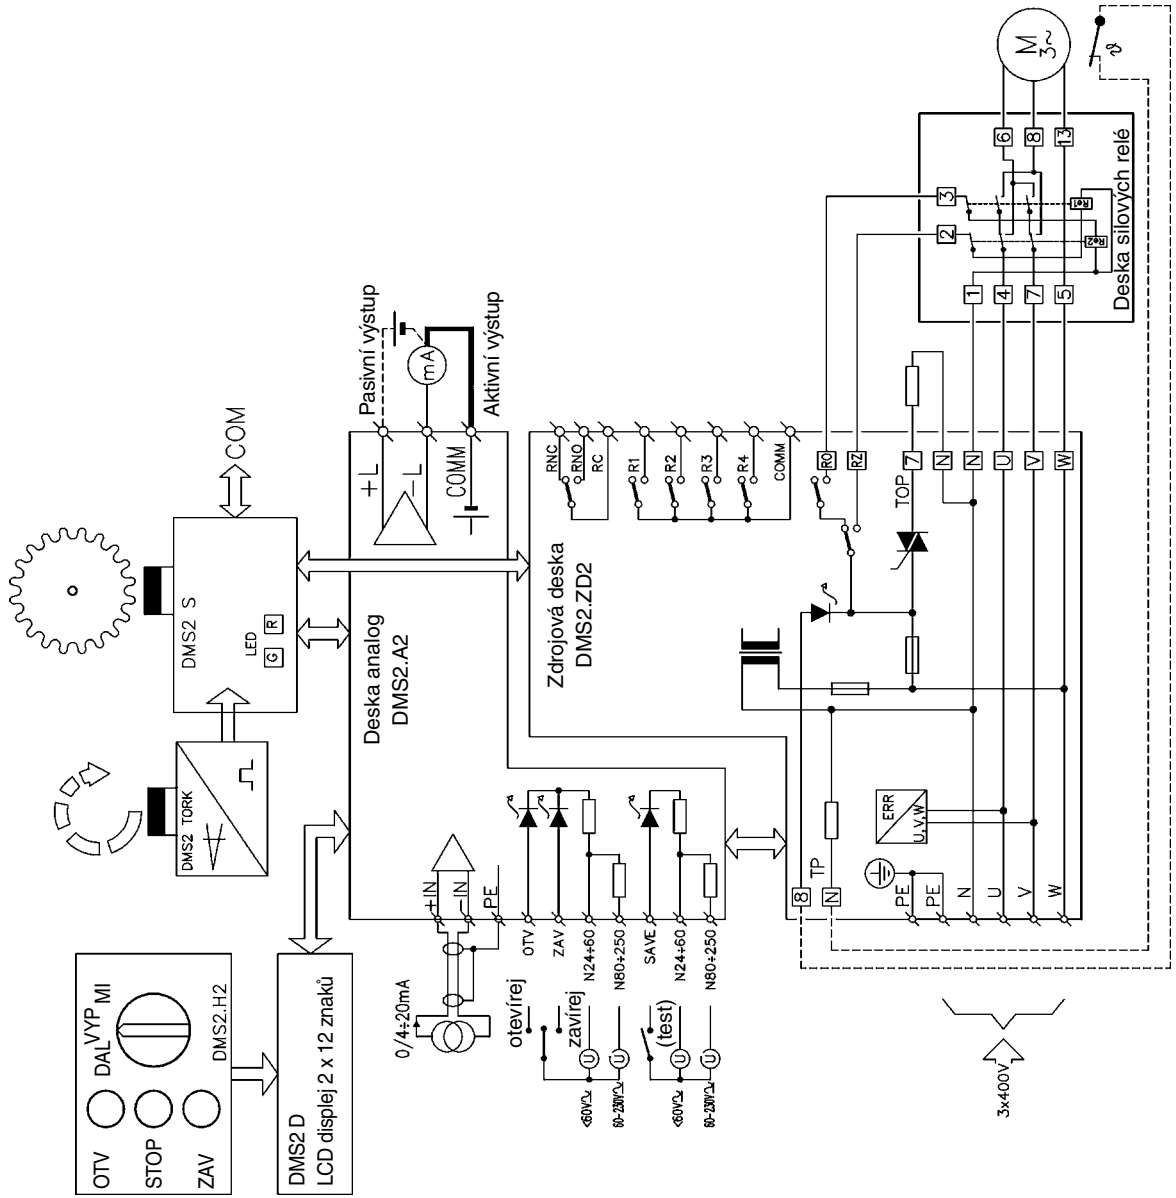 M
3~
ϑ
6
8
13
3
2
Re1
Re2
1
4
7
5
Deska silových relé
Pasivní výstup
mA
Aktivní výstup
COM
+L
−L
COMM
RNC
RNO
RC
R1
R2
R3
R4
COMM
RO
RZ
7
TOP
N
N
U
V
W
DMS2 S
LED
G
R
Deska analog
DMS2.A2
Zdrojová deska
DMS2.ZD2
DMS2 TORK
+IN
−IN
PE
OTV
ZAV
N24÷60
N80÷250
SAVE
N24÷60
N80÷250
ERR
U,V,W
8
TP
N
PE
PE
N
U
V
W
0/4÷20mA
otevírej
zavírej
(test)
U
U
U
U
<60V
60-230V
<60V
60-230V
3x400V
DAL
VYP
MI
DMS2.H2
OTV
STOP
ZAV
DMS2 D
LCD displej 2 x 12 znaků